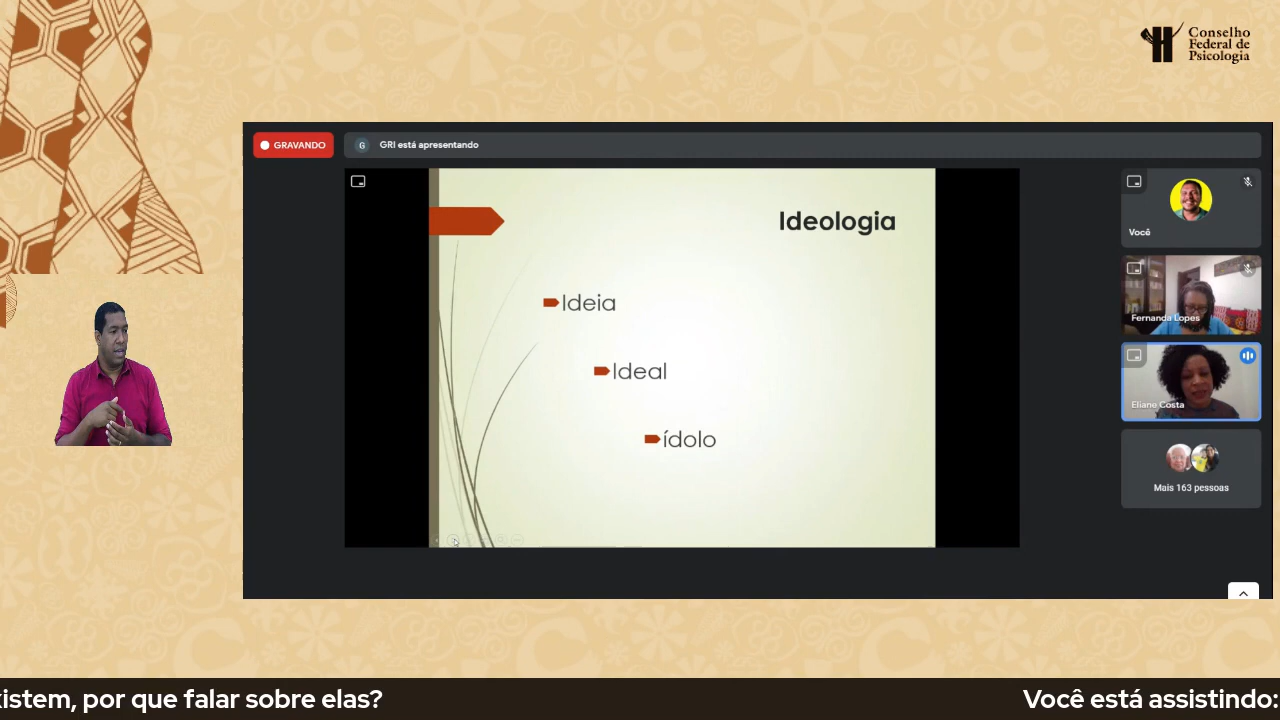 Conselho
Federal de
Psicologia
GRAVANDO
G
GRI está apresentando
Ideologia
Ideia
Ideal
ídolo
Você
Fernanda Lopes
Eliane Costa
Mais 163 pessoas
istem, por que falar sobre elas?
Você está assistindo: